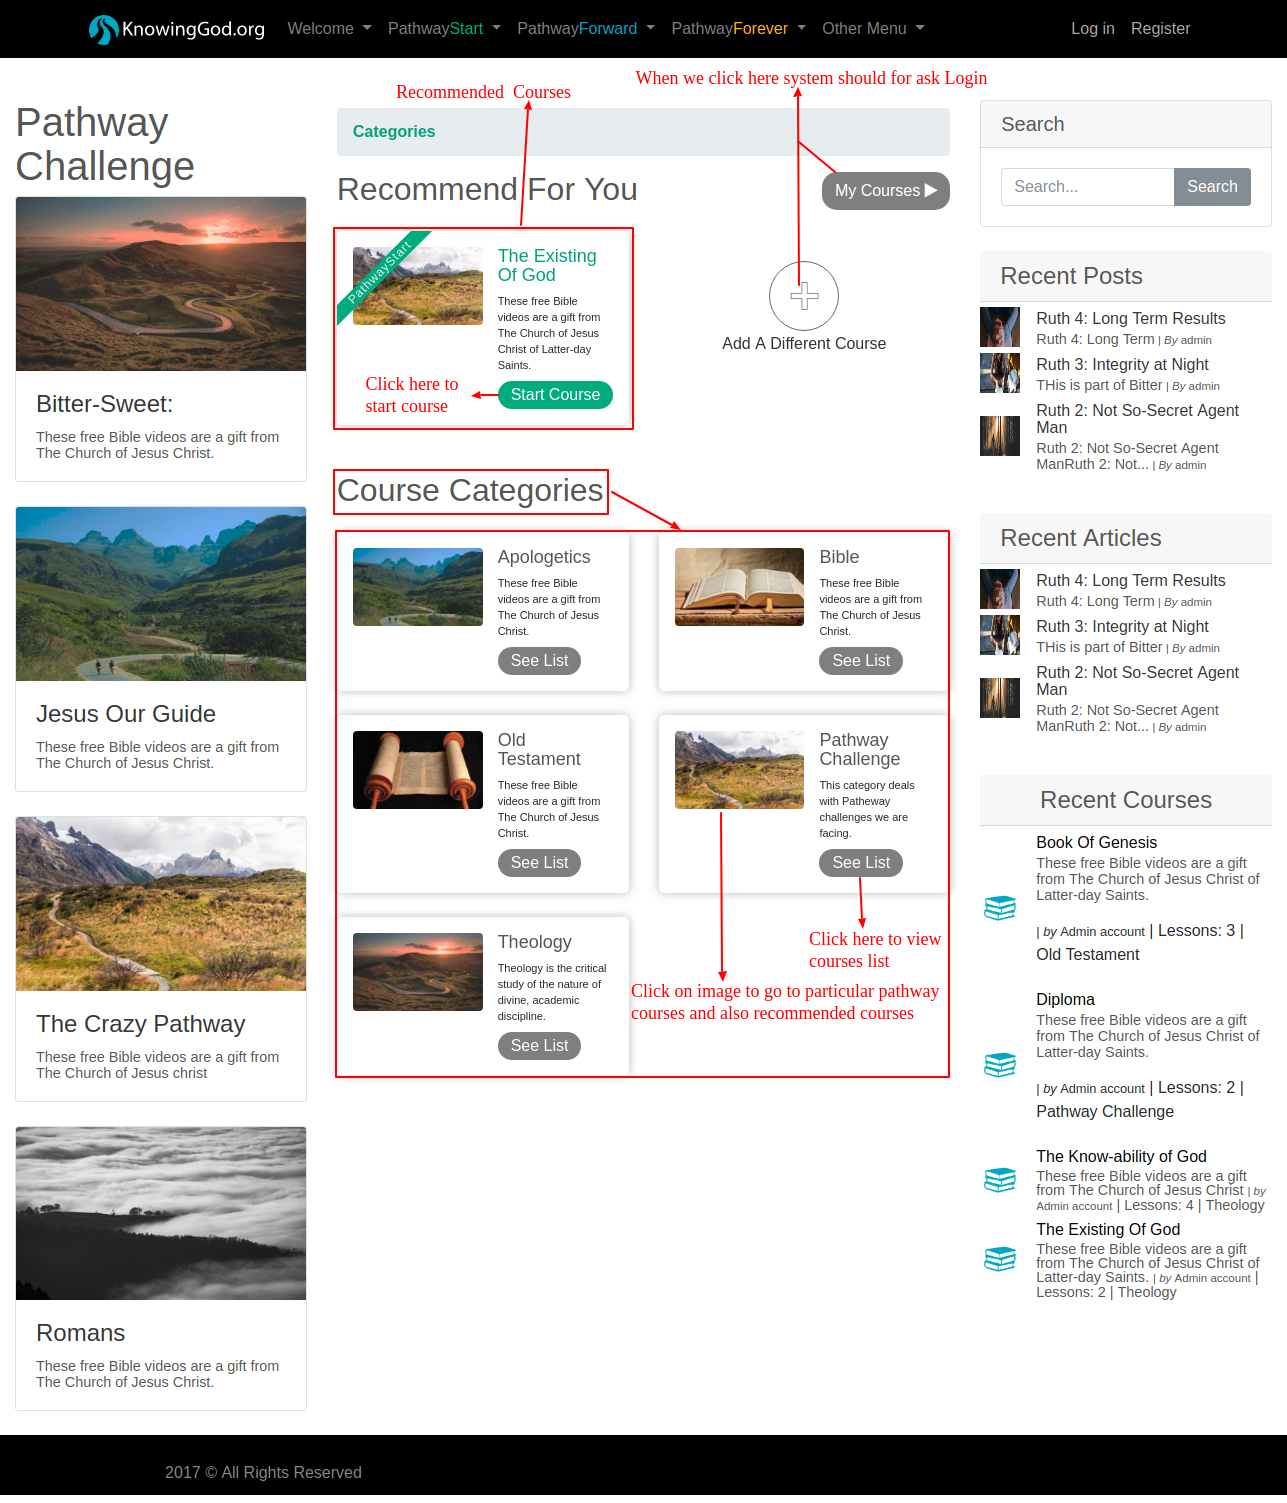 KnowingGod.org
Welcome
PathwayStart
PathwayForward
PathwayForever
Other Menu
Log in
Register
Recommended Courses
When we click here system should for ask Login
Pathway
Challenge
Bitter-Sweet:
These free Bible videos are a gift from
The Church of Jesus Christ.
Jesus Our Guide
These free Bible videos are a gift from
The Church of Jesus Christ.
The Crazy Pathway
These free Bible videos are a gift from
The Church of Jesus christ
Romans
These free Bible videos are a gift from
The Church of Jesus Christ.
Categories
Recommend For You
My Courses
PathwayStart
The Existing
Of God
These free Bible
videos are a gift from
The Church of Jesus
Christ of Latter-day
Saints.
Start Course
Click here to
start course
Add A Different Course
Course Categories
Apologetics
These free Bible
videos are a gift from
The Church of Jesus
Christ.
See List
Bible
These free Bible
videos are a gift from
The Church of Jesus
Christ.
See List
Old
Testament
These free Bible
videos are a gift from
The Church of Jesus
Christ.
See List
Pathway
Challenge
This category deals
with Patheway
challenges we are
facing.
See List
Theology
Theology is the critical
study of the nature of
divine, academic
discipline.
See List
Click here to view
courses list
Click on image to go to particular pathway
courses and also recommended courses
Search
Search...
Search
Recent Posts
Ruth 4: Long Term Results
Ruth 4: Long Term | By admin
Ruth 3: Integrity at Night
THis is part of Bitter | By admin
Ruth 2: Not So-Secret Agent
Man
Ruth 2: Not So-Secret Agent
ManRuth 2: Not... | By admin
Recent Articles
Ruth 4: Long Term Results
Ruth 4: Long Term | By admin
Ruth 3: Integrity at Night
THis is part of Bitter | By admin
Ruth 2: Not So-Secret Agent
Man
Ruth 2: Not So-Secret Agent
ManRuth 2: Not... | By admin
Recent Courses
Book Of Genesis
These free Bible videos are a gift
from The Church of Jesus Christ of
Latter-day Saints.
| by Admin account | Lessons: 3 |
Old Testament
Diploma
These free Bible videos are a gift
from The Church of Jesus Christ of
Latter-day Saints.
| by Admin account | Lessons: 2 |
Pathway Challenge
The Know-ability of God
These free Bible videos are a gift
from The Church of Jesus Christ | by
Admin account | Lessons: 4 | Theology
The Existing Of God
These free Bible videos are a gift
from The Church of Jesus Christ of
Latter-day Saints. | by Admin account |
Lessons: 2 | Theology
2017 © All Rights Reserved